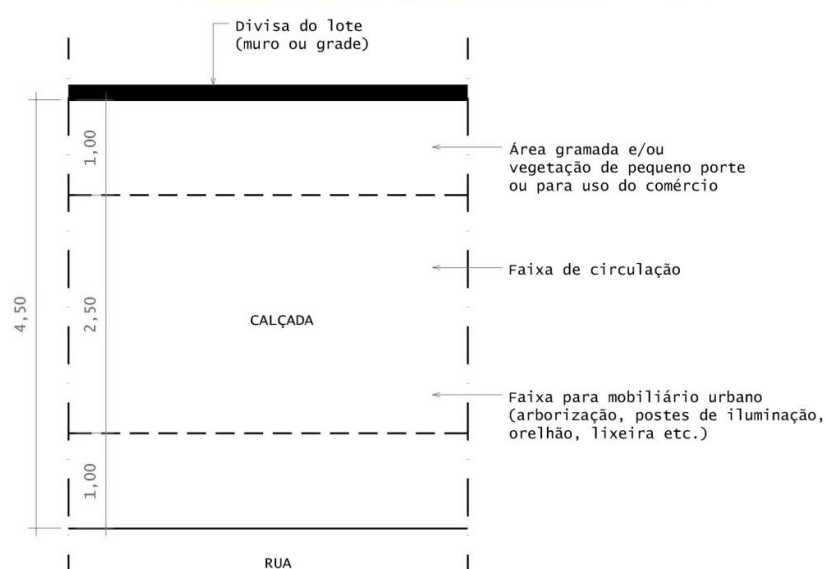 Divisa do lote
(muro ou grade)
1,00
Área gramada e/ou
vegetação de pequeno porte
ou para uso do comércio
Faixa de circulação
4,50
2,50
CALÇADA
Faixa para mobiliário urbano
(arborização, postes de iluminação,
orelhão, lixeira etc.)
1,00
RUA